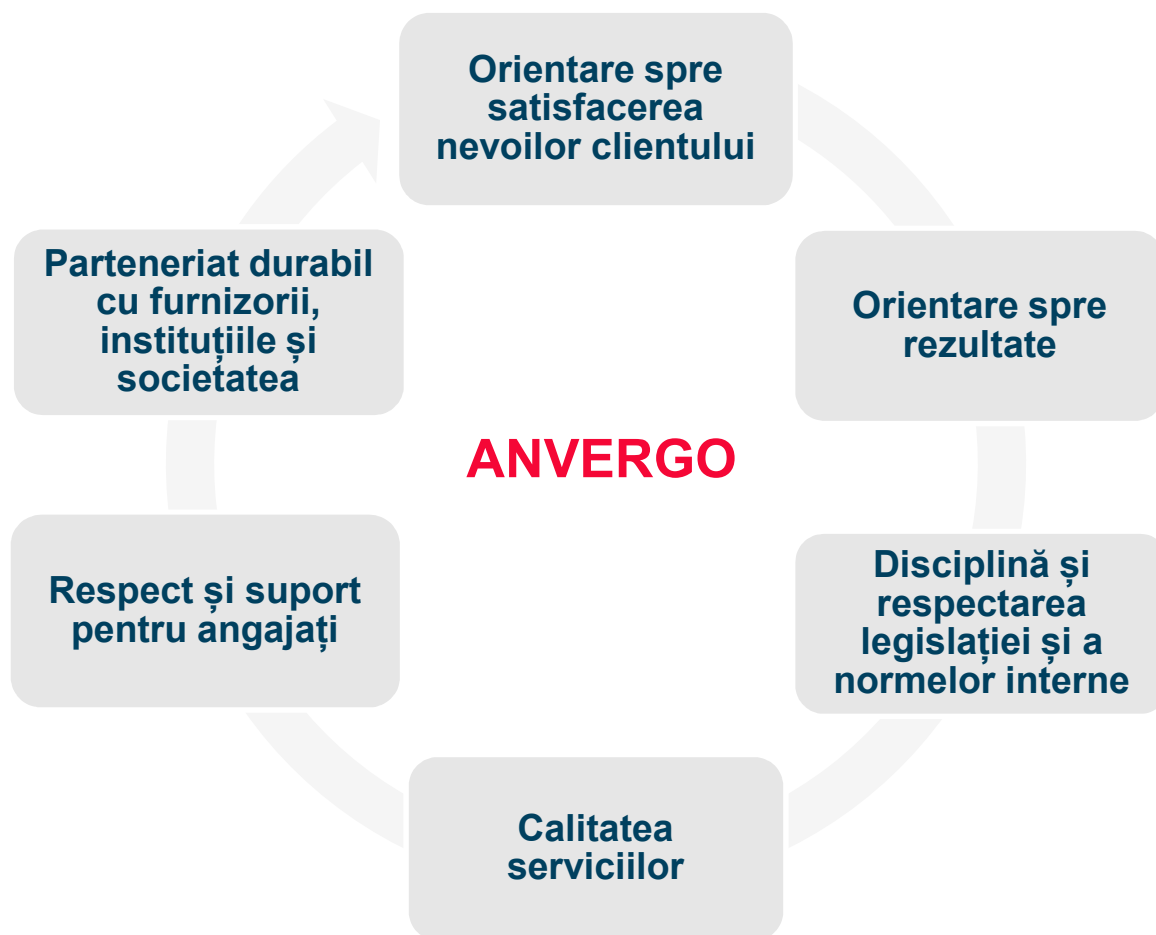 Orientare spre
satisfacerea
nevoilor clientului
Orientare spre
rezultate
Disciplină și
respectarea
legislației și a
normelor interne
Calitatea
serviciilor
Respect și suport
pentru angajați
Parteneriat durabil
cu furnizorii,
instituțiile și
societatea
ANVERGO